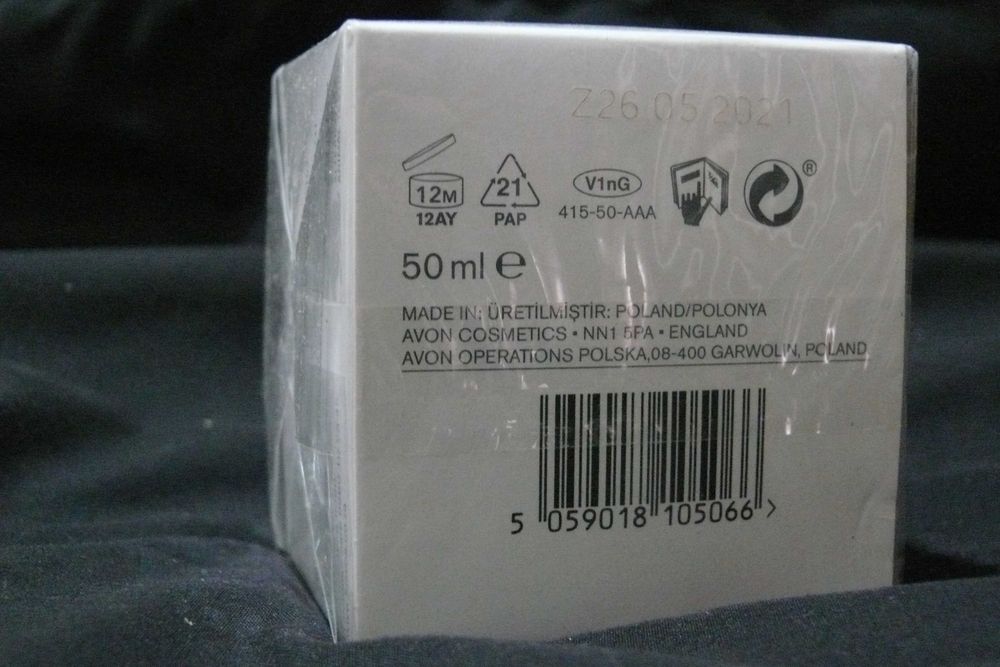 Z26 05 2021
12M
12AY
21
PAP
V1nG
415-50-AAA
®
50 ml e
MADE IN: ÜRETİLMİŞTİR: POLAND/POLONYA
AVON COSMETICS • NN1 5PA • ENGLAND
AVON OPERATIONS POLSKA,08-400 GARWOLIN, POLAND
5 059018 105066 >